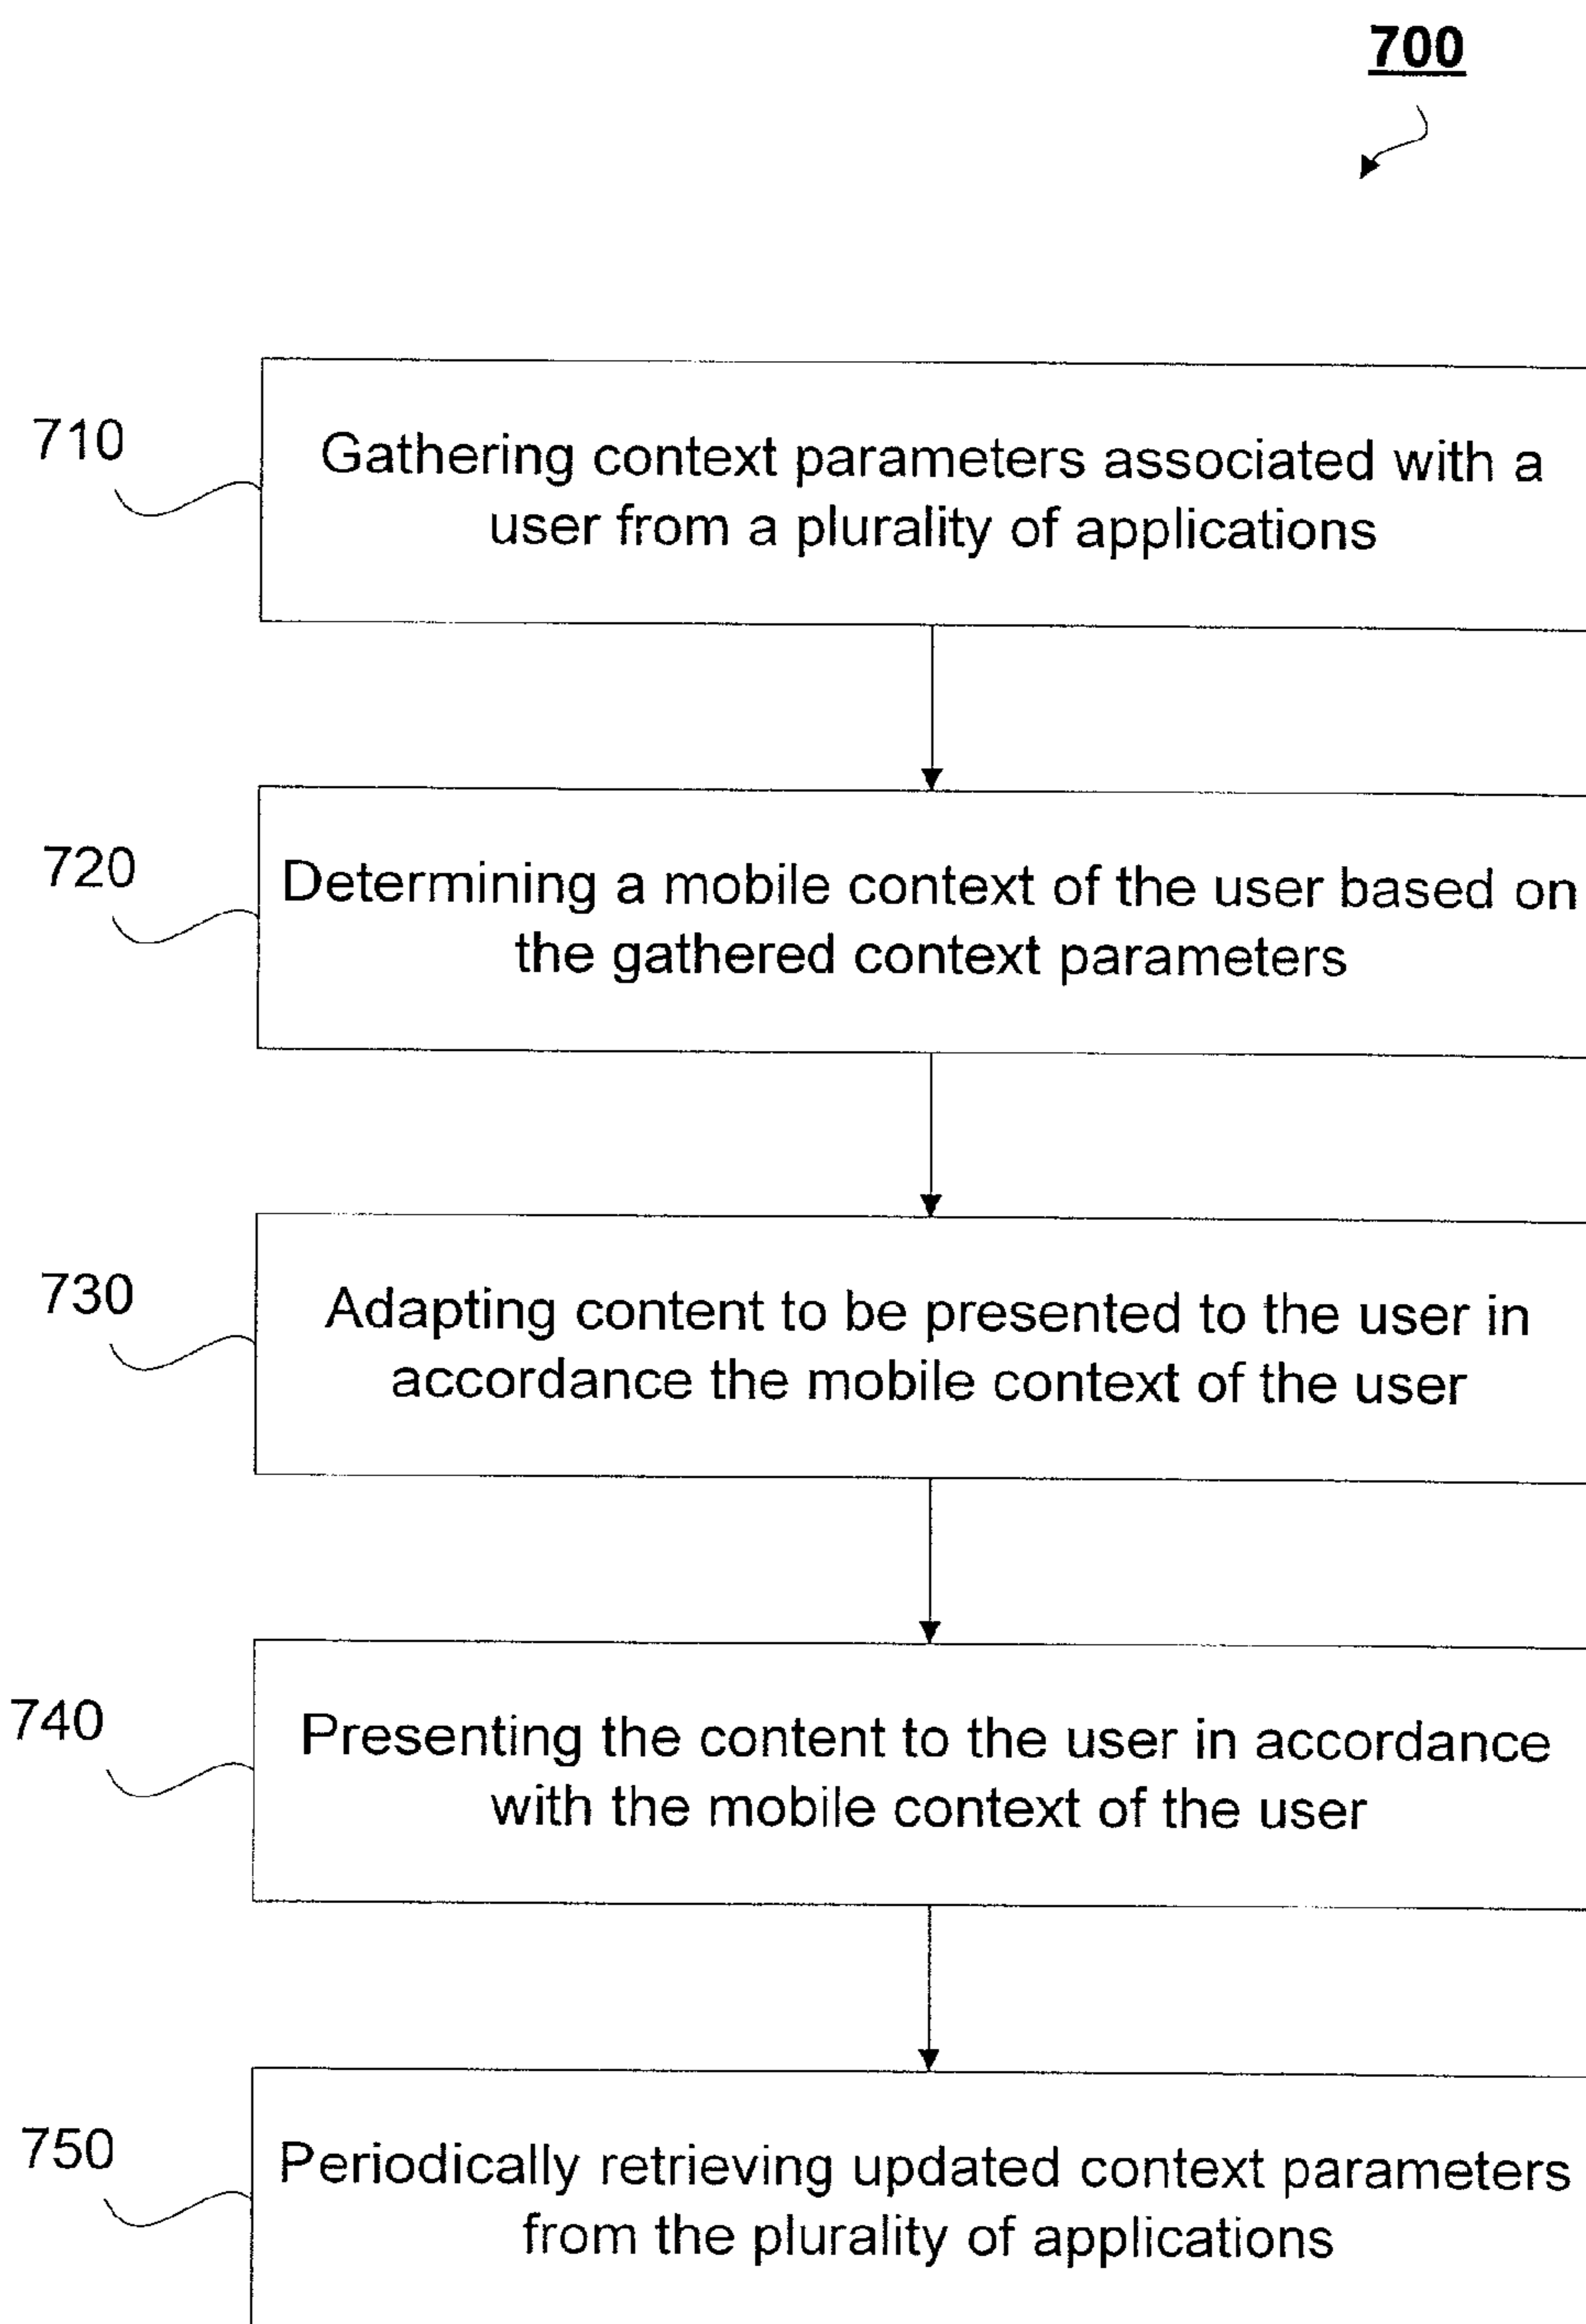 700
710
Gathering context parameters associated with a
user from a plurality of applications
720
Determining a mobile context of the user based on
the gathered context parameters
730
Adapting content to be presented to the user in
accordance the mobile context of the user
740
Presenting the content to the user in accordance
with the mobile context of the user
750
Periodically retrieving updated context parameters
from the plurality of applications